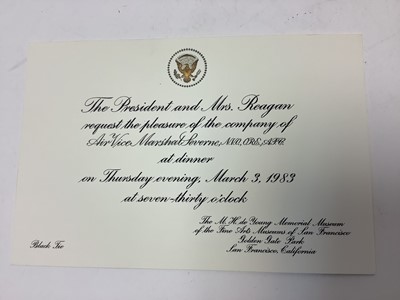 The President and Mrs. Reagan
request the pleasure of the company of
Air Vice Marshal Severne, MVO, OBE, AFC.
at dinner
on Thursday evening, March 3, 1983
at seven-thirty o'clock
The M. H. de Young Memorial Museum
of the Fine Arts Museums of San Francisco
Golden Gate Park
San Francisco, California
Black Tie